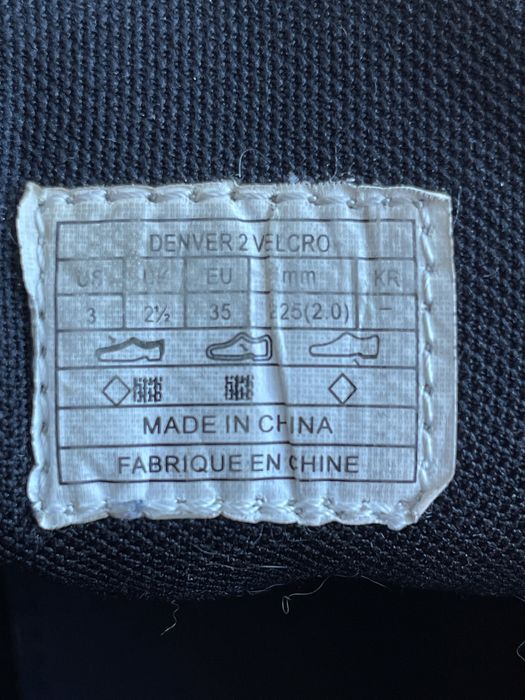 DENVER 2 VELCRO
US UK EU mm KR
3 2½ 35 225(2.0) -
MADE IN CHINA
FABRIQUE EN CHINE